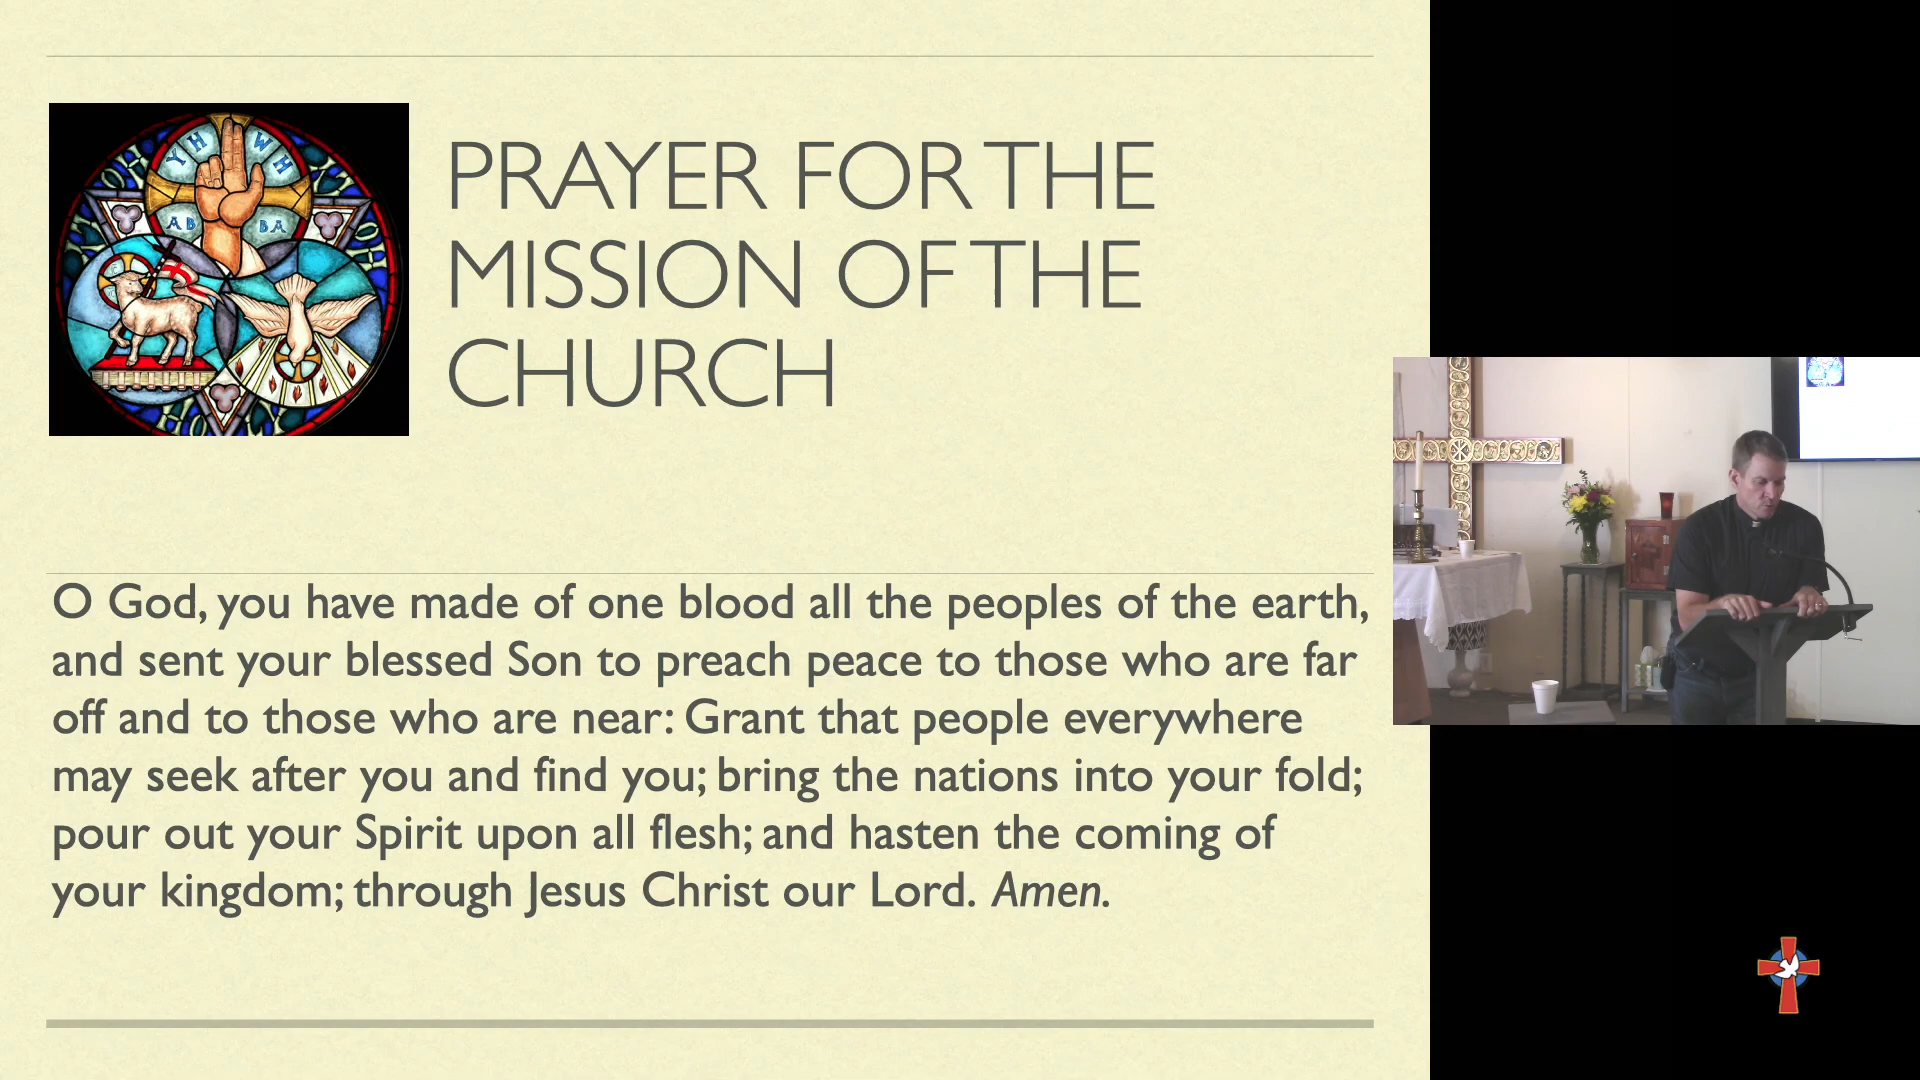 YH WH
AB BA
PRAYER FOR THE
MISSION OF THE
CHURCH
O God, you have made of one blood all the peoples of the earth,
and sent your blessed Son to preach peace to those who are far
off and to those who are near: Grant that people everywhere
may seek after you and find you; bring the nations into your fold;
pour out your Spirit upon all flesh; and hasten the coming of
your kingdom; through Jesus Christ our Lord. Amen.